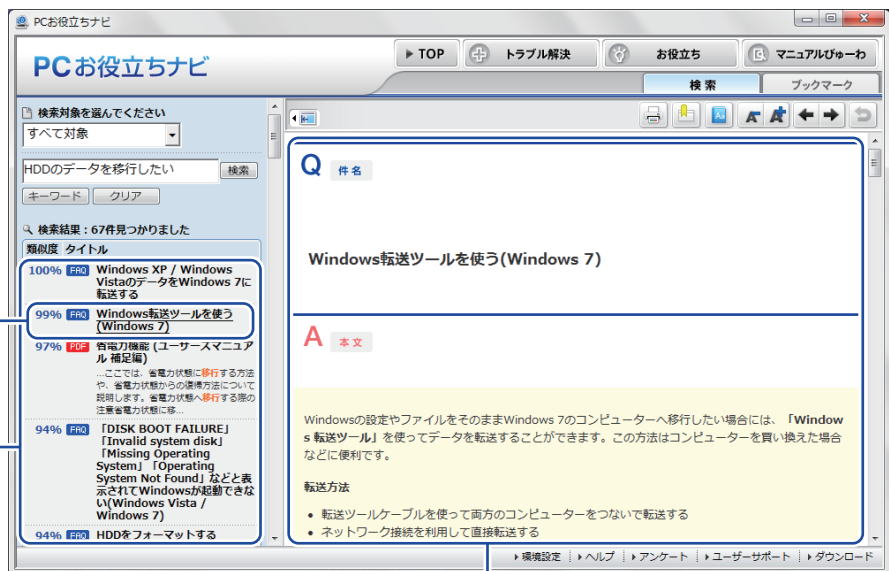 PCお役立ちナビ
PCお役立ちナビ
TOP
トラブル解決
お役立ち
マニュアルびゅーわ
検索
ブックマーク
検索対象を選んでください
すべて対象
HDDのデータを移行したい
検索
キーワード
クリア
検索結果：67件見つかりました
類似度 タイトル
100% FAQ Windows XP / Windows
VistaのデータをWindows 7に
転送する
99% FAQ Windows転送ツールを使う
(Windows 7)
97% PDF 省電力機能 (ユーザーズマニュア
ル 補足編)
...ここでは、省電力状態に移行する方法
や、省電力状態からの復帰方法について
説明します。省電力状態へ移行する際の
注意省電力状態に移...
94% FAQ 「DISK BOOT FAILURE」
「Invalid system disk」
「Missing Operating
System」「Operating
System Not Found」などと表
示されてWindowsが起動できな
い(Windows Vista /
Windows 7)
94% FAQ HDDをフォーマットする
Q 件名
Windows転送ツールを使う(Windows 7)
A 本文
Windowsの設定やファイルをそのままWindows 7のコンピューターへ移行したい場合には、「Window
s 転送ツール」を使ってデータを転送することができます。この方法はコンピューターを買い換えた場合
などに便利です。
転送方法
• 転送ツールケーブルを使って両方のコンピューターをつないで転送する
• ネットワーク接続を利用して直接転送する
環境設定 ヘルプ アンケート ユーザーサポート ダウンロード